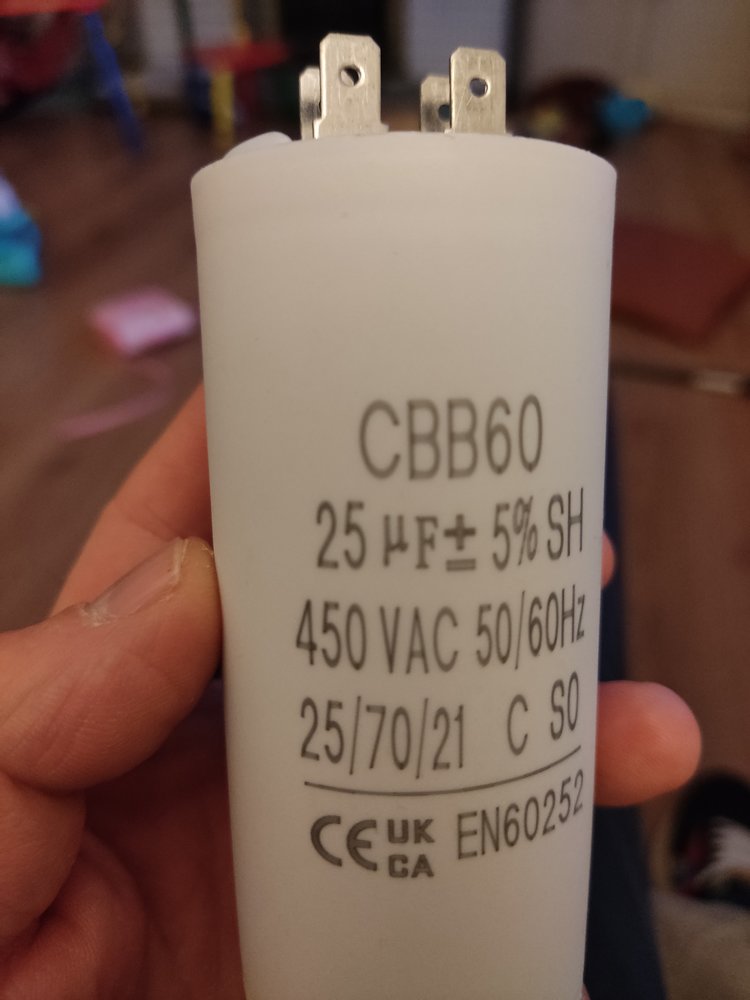 CBB60
25 µF ± 5% SH
450 VAC 50/60Hz
25/70/21 C S0
CE UK CA EN60252